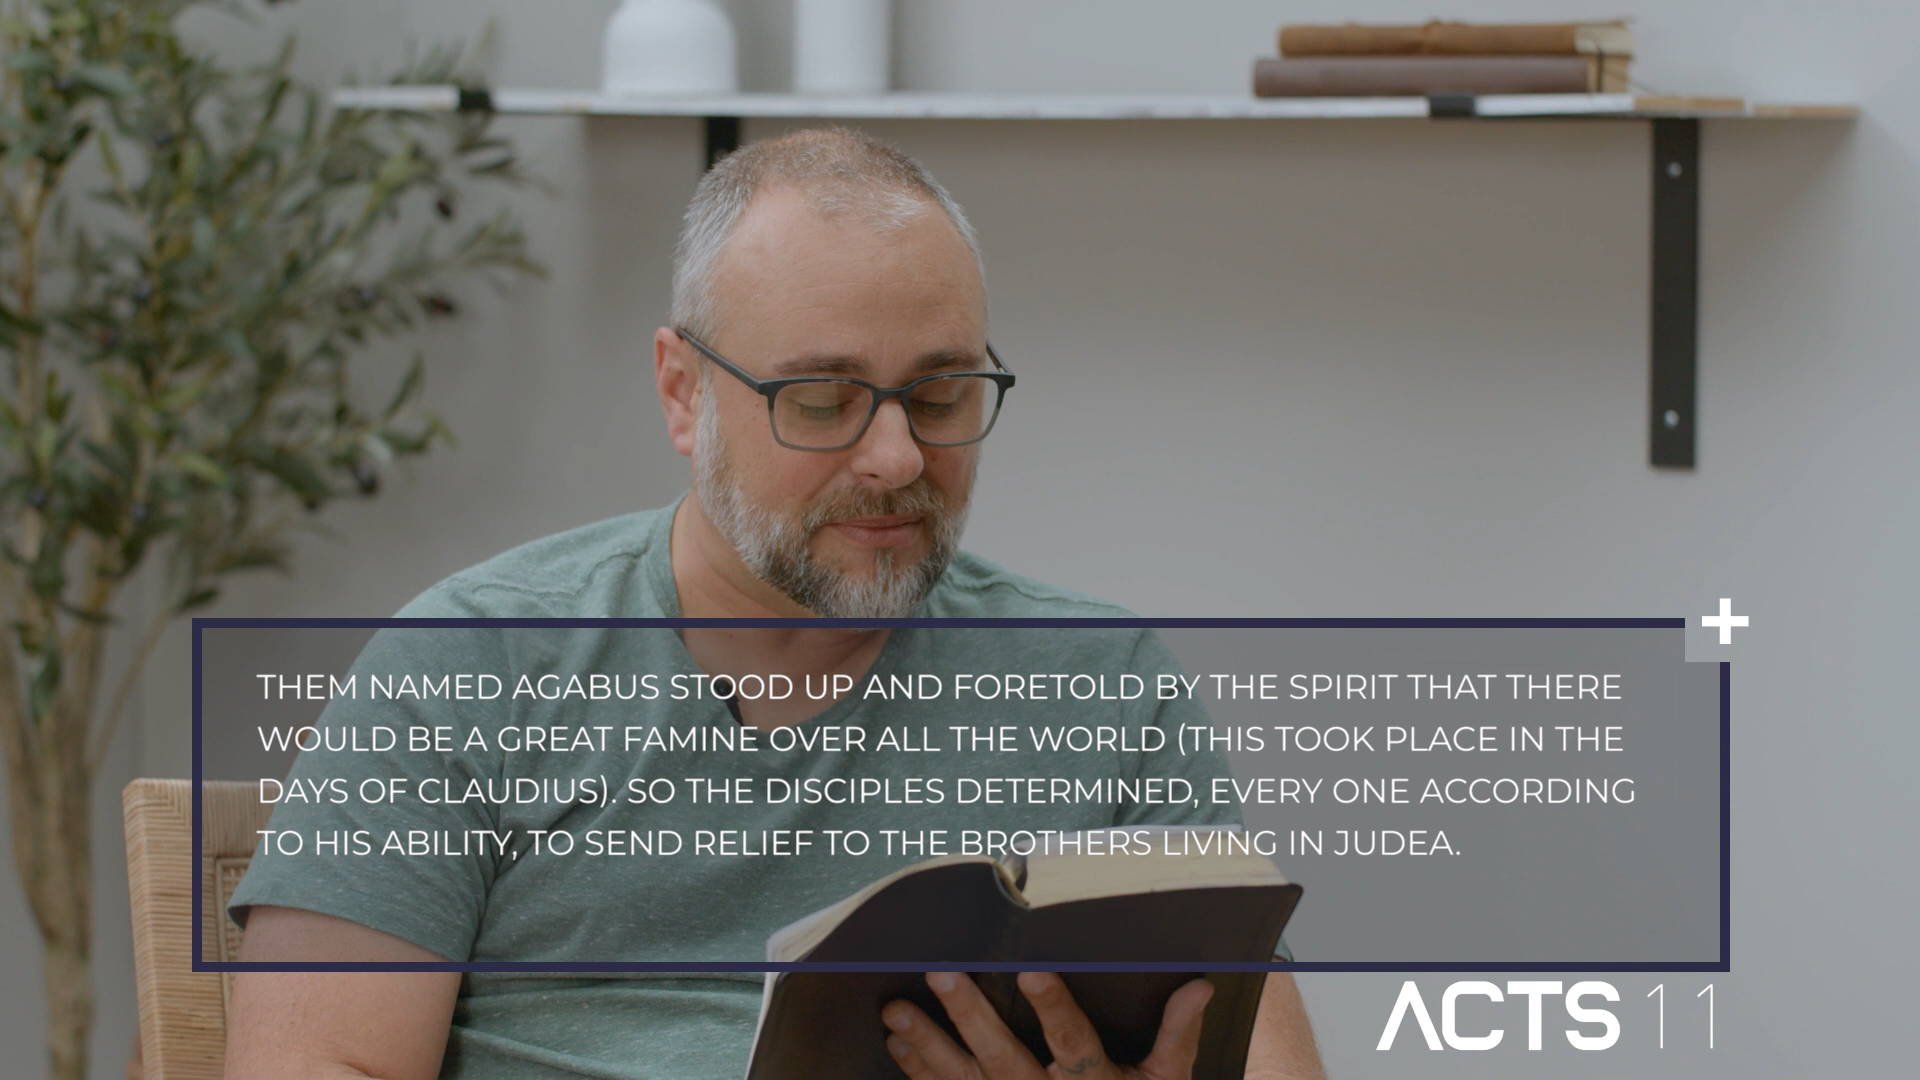 THEM NAMED AGABUS STOOD UP AND FORETOLD BY THE SPIRIT THAT THERE
WOULD BE A GREAT FAMINE OVER ALL THE WORLD (THIS TOOK PLACE IN THE
DAYS OF CLAUDIUS). SO THE DISCIPLES DETERMINED, EVERY ONE ACCORDING
TO HIS ABILITY, TO SEND RELIEF TO THE BROTHERS LIVING IN JUDEA.
ACTS 11